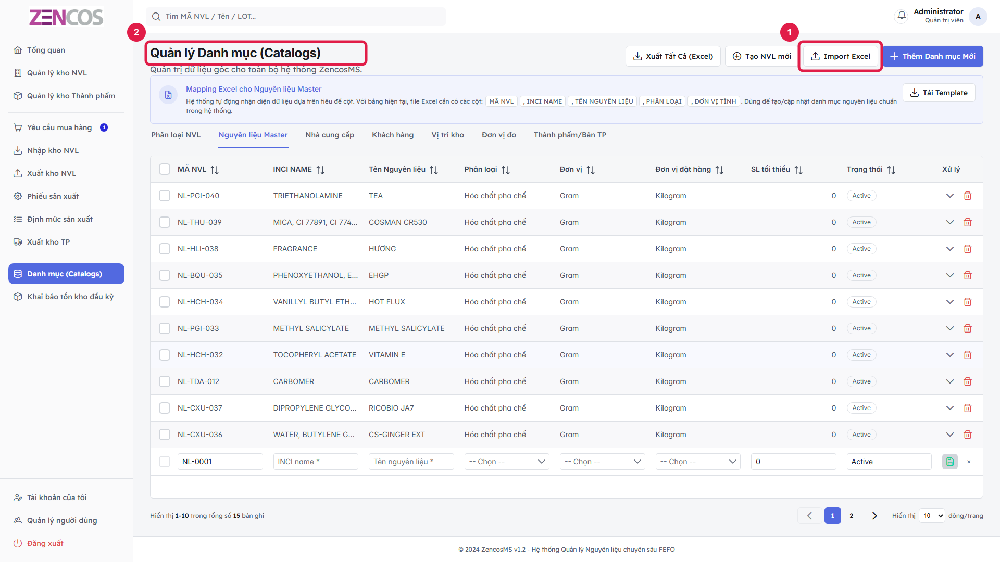 ZENCOS
Tìm MÃ NVL / Tên / LOT...
Administrator
Quản trị viên
A
Tổng quan
Quản lý kho NVL
Quản lý kho Thành phẩm
Yêu cầu mua hàng 1
Nhập kho NVL
Xuất kho NVL
Phiếu sản xuất
Định mức sản xuất
Xuất kho TP
Danh mục (Catalogs)
Khai báo tồn kho đầu kỳ
Tài khoản của tôi
Quản lý người dùng
Đăng xuất
2
1
Quản lý Danh mục (Catalogs)
Quản trị dữ liệu gốc cho toàn bộ hệ thống ZencosMS.
Xuất Tất Cả (Excel)
Tạo NVL mới
Import Excel
Thêm Danh mục Mới
Mapping Excel cho Nguyên liệu Master
Hệ thống tự động nhận diện dữ liệu dựa trên tiêu đề cột. Với bảng hiện tại, file Excel cần có các cột: MÃ NVL , INCI NAME , TÊN NGUYÊN LIỆU , PHÂN LOẠI , ĐƠN VỊ TÍNH . Dùng để tạo/cập nhật danh mục nguyên liệu chuẩn
trong hệ thống.
Tải Template
Phân loại NVL Nguyên liệu Master Nhà cung cấp Khách hàng Vị trí kho Đơn vị đo Thành phẩm/Bán TP
MÃ NVL INCI NAME Tên Nguyên liệu Phân loại Đơn vị Đơn vị đặt hàng SL tối thiểu Trạng thái Xử lý
NL-PGI-040 TRIETHANOLAMINE TEA Hóa chất pha chế Gram Kilogram 0 Active
NL-THU-039 MICA, CI 77891, CI 774... COSMAN CR530 Hóa chất pha chế Gram Kilogram 0 Active
NL-HLI-038 FRAGRANCE HƯƠNG Hóa chất pha chế Gram Kilogram 0 Active
NL-BQU-035 PHENOXYETHANOL, E... EHGP Hóa chất pha chế Gram Kilogram 0 Active
NL-HCH-034 VANILLYL BUTYL ETH... HOT FLUX Hóa chất pha chế Gram Kilogram 0 Active
NL-PGI-033 METHYL SALICYLATE METHYL SALICYLATE Hóa chất pha chế Gram Kilogram 0 Active
NL-HCH-032 TOCOPHERYL ACETATE VITAMIN E Hóa chất pha chế Gram Kilogram 0 Active
NL-TDA-012 CARBOMER CARBOMER Hóa chất pha chế Gram Kilogram 0 Active
NL-CXU-037 DIPROPYLENE GLYCO... RICOBIO JA7 Hóa chất pha chế Gram Kilogram 0 Active
NL-CXU-036 WATER, BUTYLENE G... CS-GINGER EXT Hóa chất pha chế Gram Kilogram 0 Active
NL-0001 INCI name * Tên nguyên liệu * -- Chọn -- -- Chọn -- -- Chọn -- 0 Active ×
Hiển thị 1-10 trong tổng số 15 bản ghi
1 2
Hiển thị 10 dòng/trang
© 2024 ZencosMS v1.2 - Hệ thống Quản lý Nguyên liệu chuyên sâu FEFO